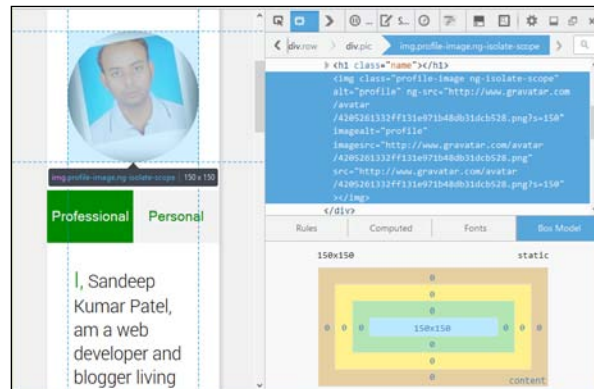 div.row
div.pic
img.profile-image.ng-isolate-scope
<h1 class="name"></h1>
<img class="profile-image ng-isolate-scope"
alt="profile" ng-src="http://www.gravatar.com
/avatar
/4205261332ff131e971b48db31dcb528.png?s=150"
imagealt="profile"
imagesrc="http://www.gravatar.com/avatar
/4205261332ff131e971b48db31dcb528.png"
src="http://www.gravatar.com/avatar
/4205261332ff131e971b48db31dcb528.png?s=150"
></img>
</div>
img.profile-image.ng-isolate-scope 150 x 150
Professional Personal
I, Sandeep
Kumar Patel,
am a web
developer and
blogger living
Rules Computed Fonts Box Model
150x150 static
0
0
0
0 0 0 150x150 0 0 0
0
0
0 content